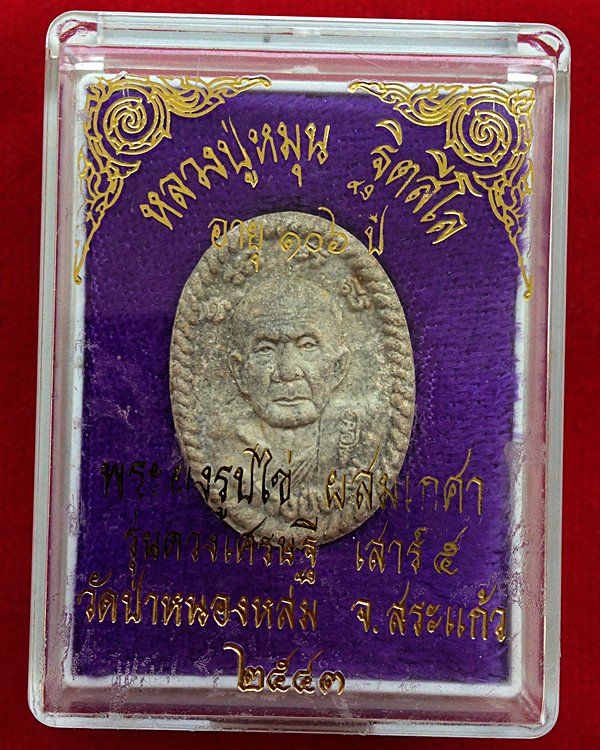 หลวงปู่หมุน ฐิตสีโล
อายุ ๑๐๖ ปี
พระผงรูปไข่ ผสมเกศา
รุ่นดวงเศรษฐี เสาร์ ๕
วัดป่าหนองหล่ม จ.สระแก้ว
๒๕๔๓